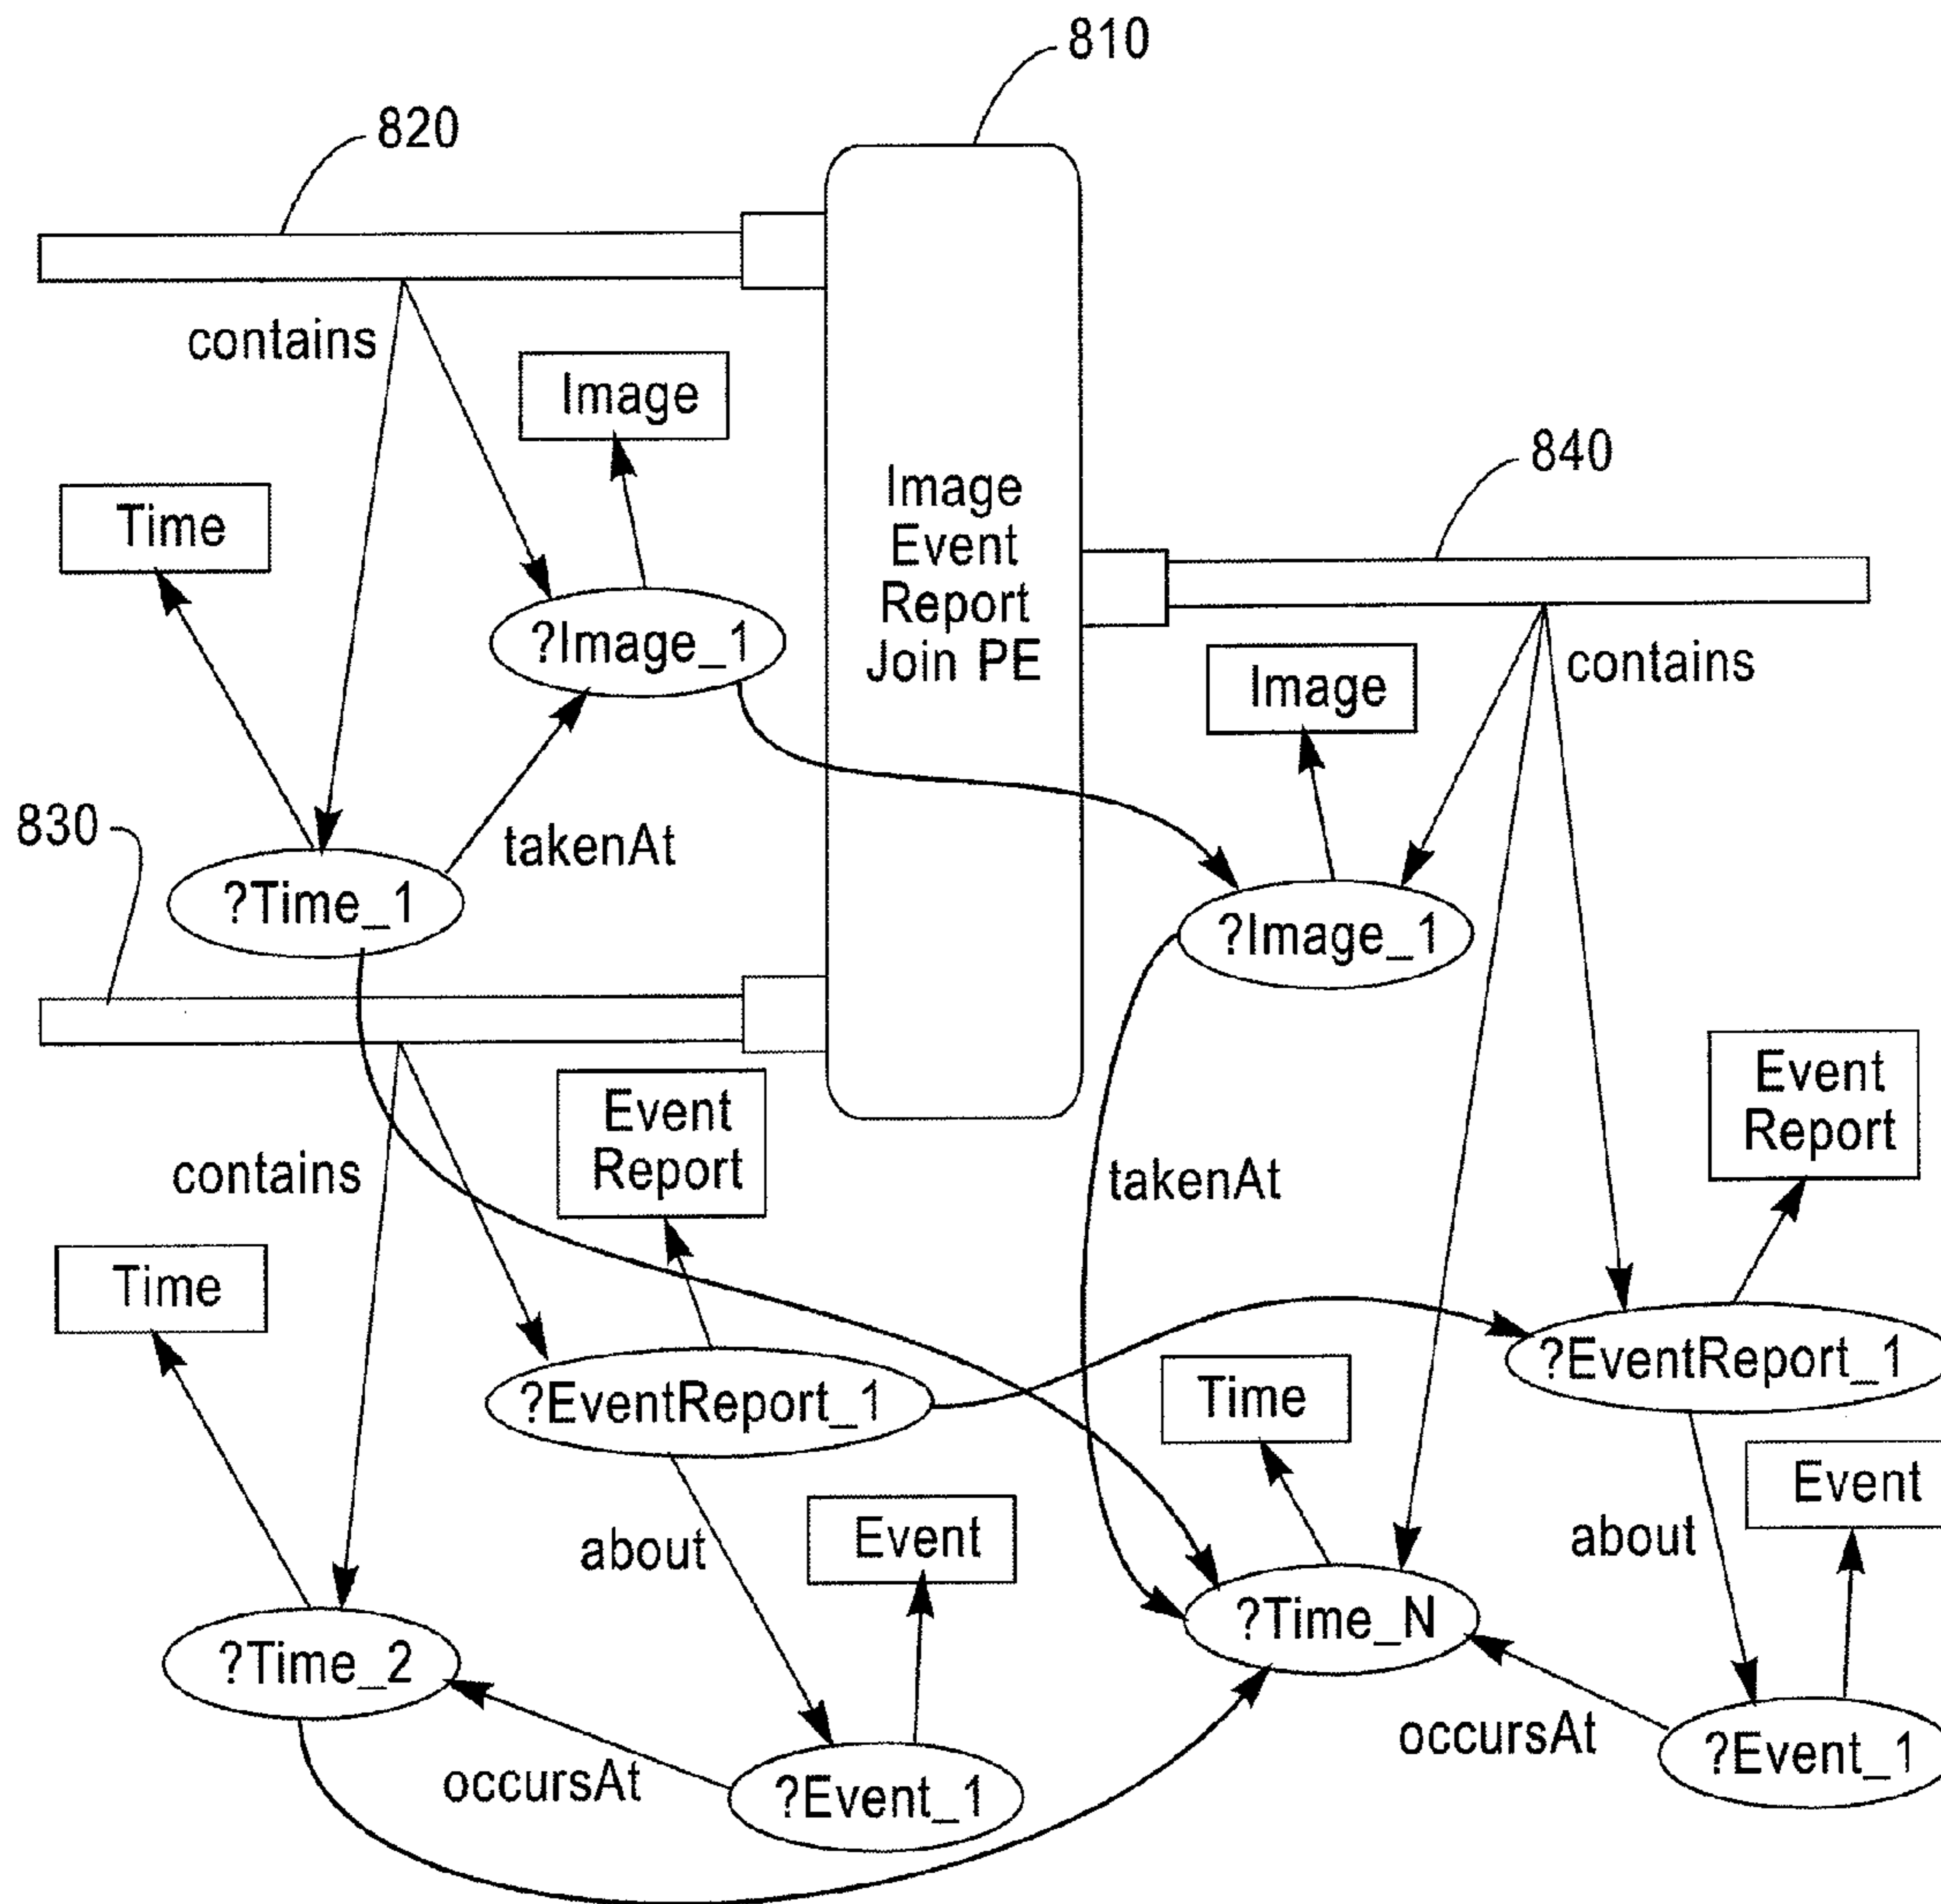 810
820
contains
Image
Time
Image
Event
Report
Join PE
840
contains
?Image_1
Image
830
takenAt
?Time_1
?Image_1
contains
Event
Report
takenAt
Event
Report
Time
?EventReport_1
Time
?EventReport_1
Event
about
Event
about
?Time_2
?Time_N
occursAt
?Event_1
occursAt
?Event_1